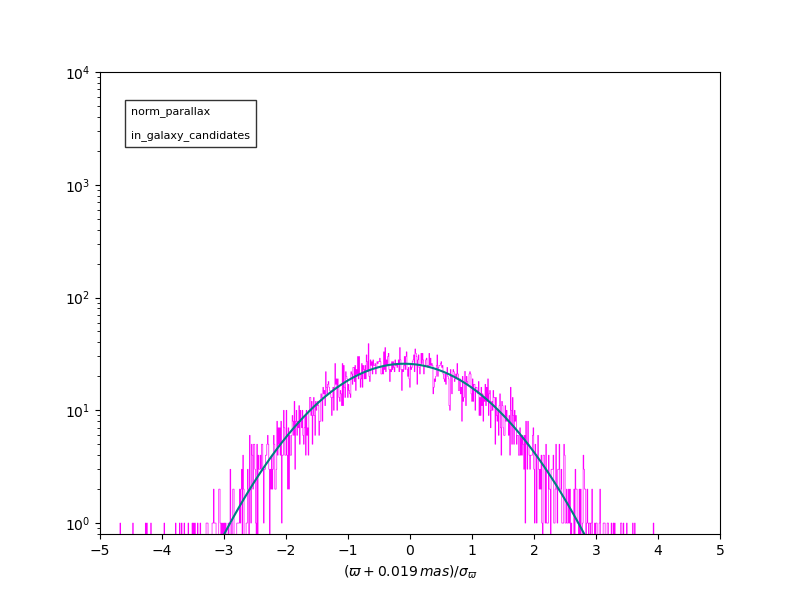 norm_parallax
in_galaxy_candidates
10⁴
10³
10²
10¹
10⁰
−5 −4 −3 −2 −1 0 1 2 3 4 5
(ϖ + 0.019 mas)/σ_ϖ